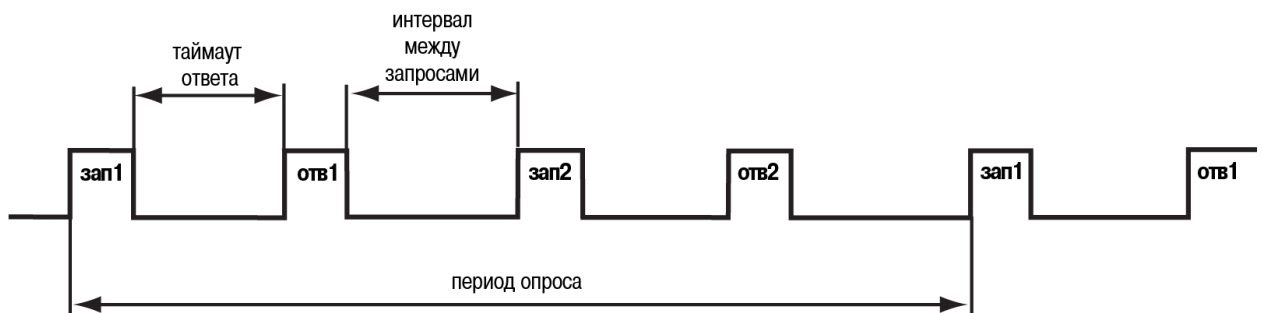 таймаут
ответа
интервал
между
запросами
зап1
отв1
зап2
отв2
зап1
отв1
период опроса